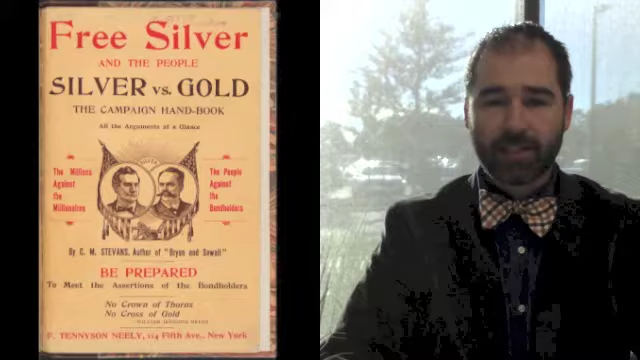 Free Silver
AND THE PEOPLE
SILVER vs. GOLD
THE CAMPAIGN HAND-BOOK
All the Arguments at a Glance
The Millions
Against
the
Millionaires
The People
Against
the
Bondholders
By C. M. STEVANS, Author of "Bryan and Sewall"
BE PREPARED
To Meet the Assertions of the Bondholders
No Crown of Thorns
No Cross of Gold
—WILLIAM JENNINGS BRYAN
F. TENNYSON NEELY, 114 Fifth Ave., New York